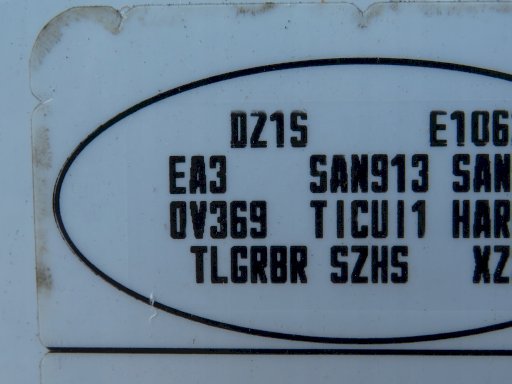 DZ1S E106
EA3 SAN913 SAN
OV369 TICUI1 HAR
TLGRBR SZHS XZ